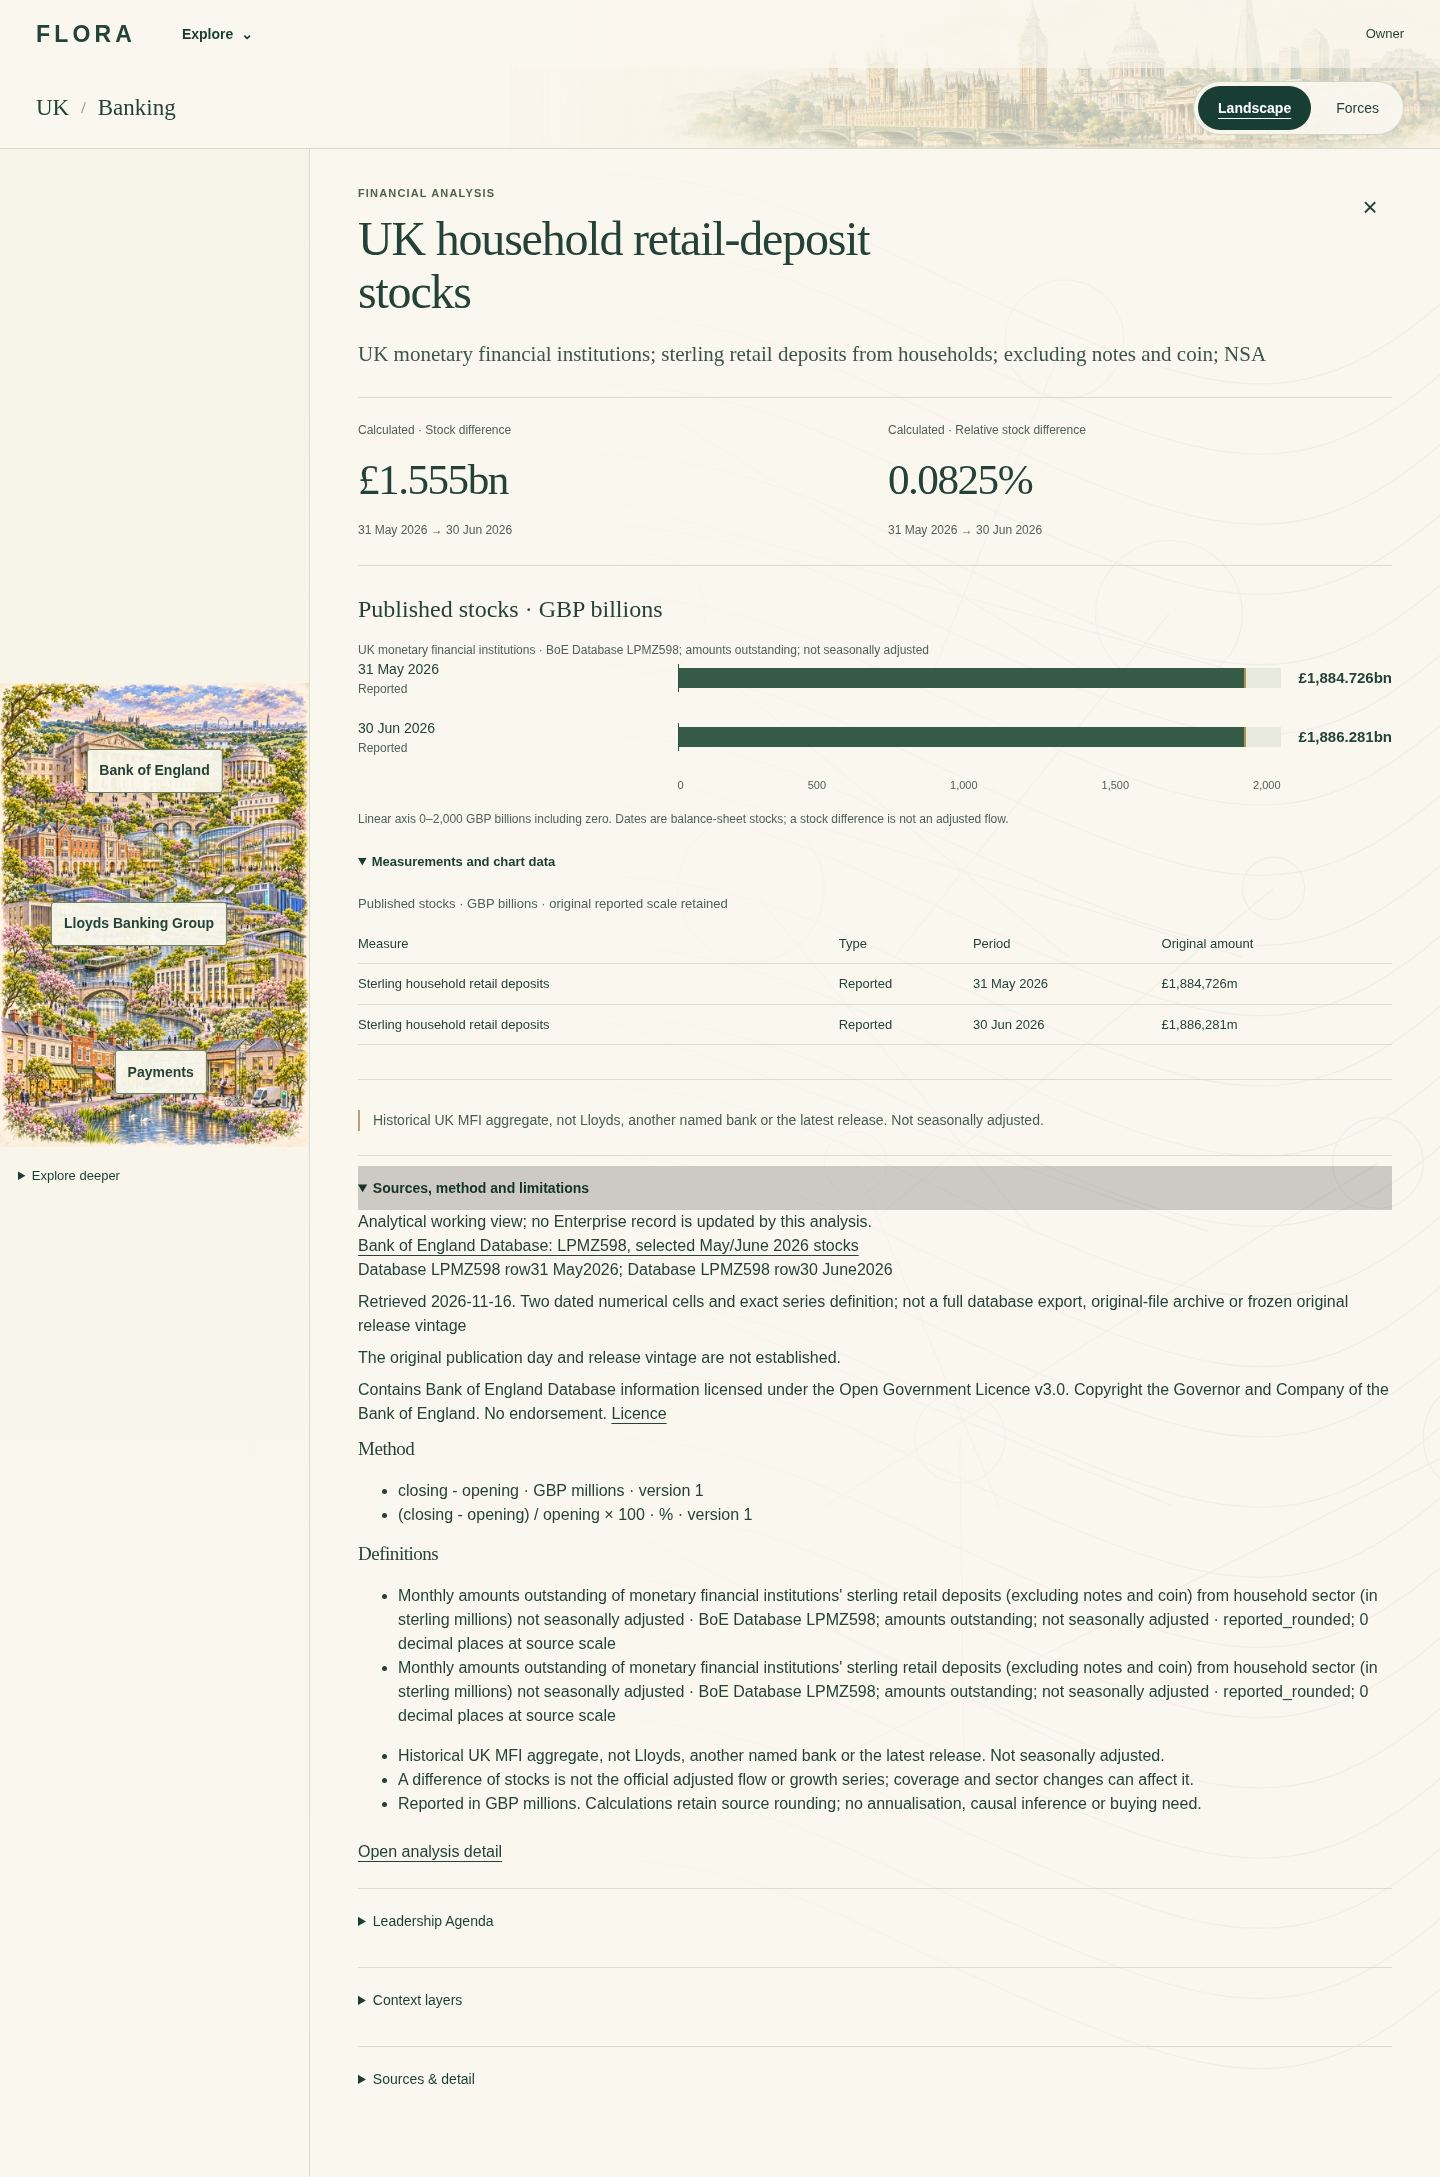 FLORA
Explore
Owner
UK / Banking
Landscape
Forces
FINANCIAL ANALYSIS
×
UK household retail-deposit
stocks
UK monetary financial institutions; sterling retail deposits from households; excluding notes and coin; NSA
Calculated · Stock difference
Calculated · Relative stock difference
£1.555bn
0.0825%
31 May 2026 → 30 Jun 2026
31 May 2026 → 30 Jun 2026
Published stocks · GBP billions
UK monetary financial institutions · BoE Database LPMZ598; amounts outstanding; not seasonally adjusted
31 May 2026
Reported
£1,884.726bn
30 Jun 2026
Reported
£1,886.281bn
0 500 1,000 1,500 2,000
Linear axis 0–2,000 GBP billions including zero. Dates are balance-sheet stocks; a stock difference is not an adjusted flow.
▼ Measurements and chart data
Published stocks · GBP billions · original reported scale retained
Measure Type Period Original amount
Sterling household retail deposits Reported 31 May 2026 £1,884,726m
Sterling household retail deposits Reported 30 Jun 2026 £1,886,281m
Historical UK MFI aggregate, not Lloyds, another named bank or the latest release. Not seasonally adjusted.
▼ Sources, method and limitations
Analytical working view; no Enterprise record is updated by this analysis.
Bank of England Database: LPMZ598, selected May/June 2026 stocks
Database LPMZ598 row31 May2026; Database LPMZ598 row30 June2026
Retrieved 2026-11-16. Two dated numerical cells and exact series definition; not a full database export, original-file archive or frozen original
release vintage
The original publication day and release vintage are not established.
Contains Bank of England Database information licensed under the Open Government Licence v3.0. Copyright the Governor and Company of the
Bank of England. No endorsement. Licence
Method
• closing - opening · GBP millions · version 1
• (closing - opening) / opening × 100 · % · version 1
Definitions
• Monthly amounts outstanding of monetary financial institutions' sterling retail deposits (excluding notes and coin) from household sector (in
sterling millions) not seasonally adjusted · BoE Database LPMZ598; amounts outstanding; not seasonally adjusted · reported_rounded; 0
decimal places at source scale
• Monthly amounts outstanding of monetary financial institutions' sterling retail deposits (excluding notes and coin) from household sector (in
sterling millions) not seasonally adjusted · BoE Database LPMZ598; amounts outstanding; not seasonally adjusted · reported_rounded; 0
decimal places at source scale
• Historical UK MFI aggregate, not Lloyds, another named bank or the latest release. Not seasonally adjusted.
• A difference of stocks is not the official adjusted flow or growth series; coverage and sector changes can affect it.
• Reported in GBP millions. Calculations retain source rounding; no annualisation, causal inference or buying need.
Open analysis detail
▶ Leadership Agenda
▶ Context layers
▶ Sources & detail
Bank of England
Lloyds Banking Group
Payments
▶ Explore deeper